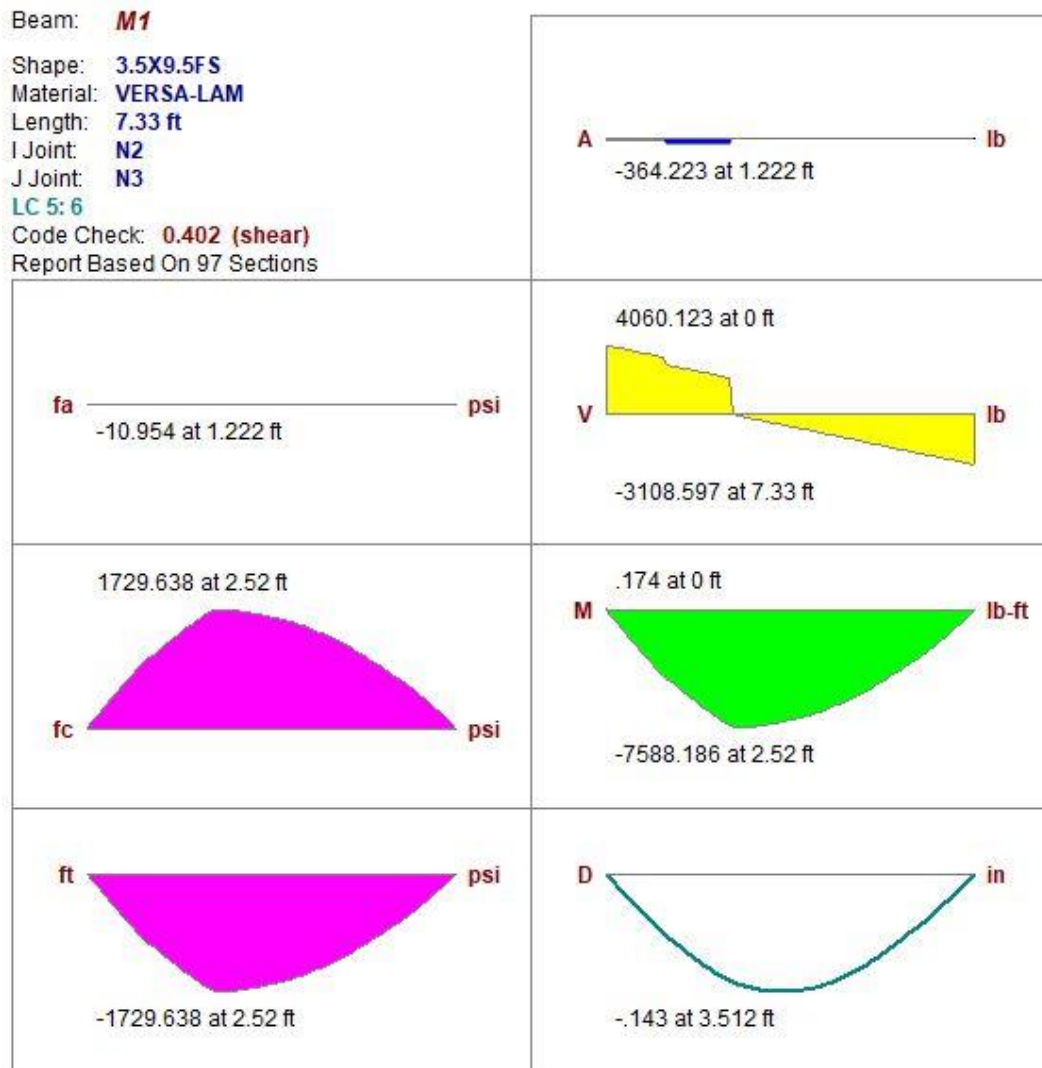 Beam: M1
Shape: 3.5X9.5FS
Material: VERSA-LAM
Length: 7.33 ft
I Joint: N2
J Joint: N3
LC 5: 6
Code Check: 0.402 (shear)
Report Based On 97 Sections
A lb
-364.223 at 1.222 ft
fa psi
-10.954 at 1.222 ft
4060.123 at 0 ft
V lb
-3108.597 at 7.33 ft
1729.638 at 2.52 ft
fc psi
.174 at 0 ft
M lb-ft
-7588.186 at 2.52 ft
ft psi
-1729.638 at 2.52 ft
D in
-.143 at 3.512 ft